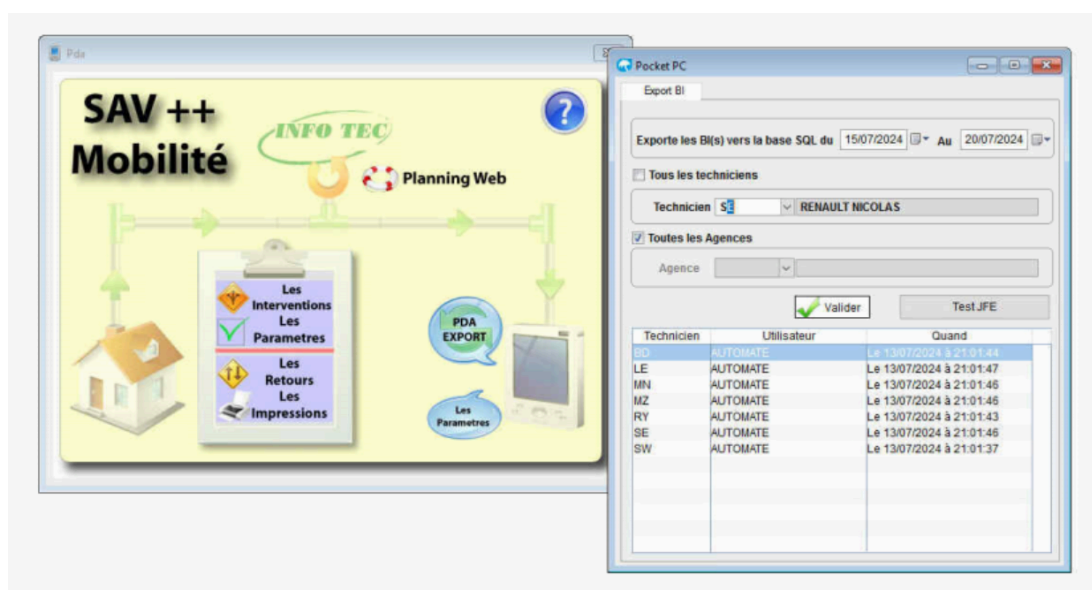 Pda
SAV ++
Mobilité
INFO TEC
?
Planning Web
Les
Interventions
Les
Parametres
Les
Retours
Les
Impressions
PDA
EXPORT
Les
Parametres
Pocket PC
Export BI
Exporte les BI(s) vers la base SQL du 15/07/2024 Au 20/07/2024
Tous les techniciens
Technicien SE RENAULT NICOLAS
Toutes les Agences
Agence
Valider Test JFE
Technicien Utilisateur Quand
BD AUTOMATE Le 13/07/2024 à 21:01:44
LE AUTOMATE Le 13/07/2024 à 21:01:47
MN AUTOMATE Le 13/07/2024 à 21:01:46
MZ AUTOMATE Le 13/07/2024 à 21:01:46
RY AUTOMATE Le 13/07/2024 à 21:01:43
SE AUTOMATE Le 13/07/2024 à 21:01:46
SW AUTOMATE Le 13/07/2024 à 21:01:37